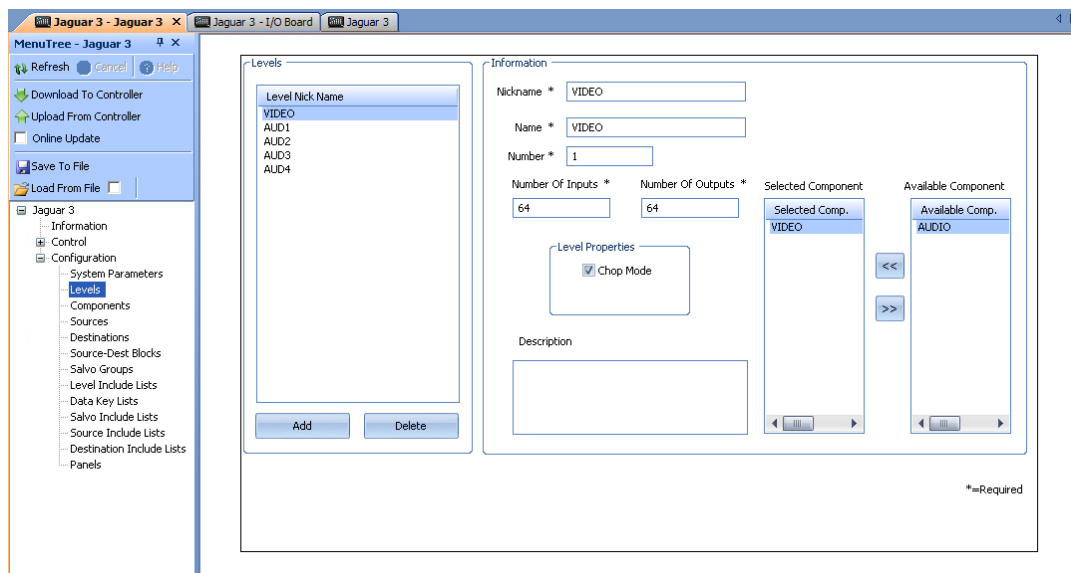 Jaguar 3 - Jaguar 3 X Jaguar 3 - I/O Board Jaguar 3
MenuTree - Jaguar 3
Refresh Cancel Help
Download To Controller
Upload From Controller
Online Update
Save To File
Load From File
Jaguar 3
Information
Control
Configuration
System Parameters
Levels
Components
Sources
Destinations
Source-Dest Blocks
Salvo Groups
Level Include Lists
Data Key Lists
Salvo Include Lists
Source Include Lists
Destination Include Lists
Panels
Levels
Level Nick Name
VIDEO
AUD1
AUD2
AUD3
AUD4
Add Delete
Information
Nickname * VIDEO
Name * VIDEO
Number * 1
Number Of Inputs * Number Of Outputs *
64 64
Level Properties
Chop Mode
Description
Selected Component Available Component
Selected Comp. Available Comp.
VIDEO AUDIO
<<
>>
*=Required